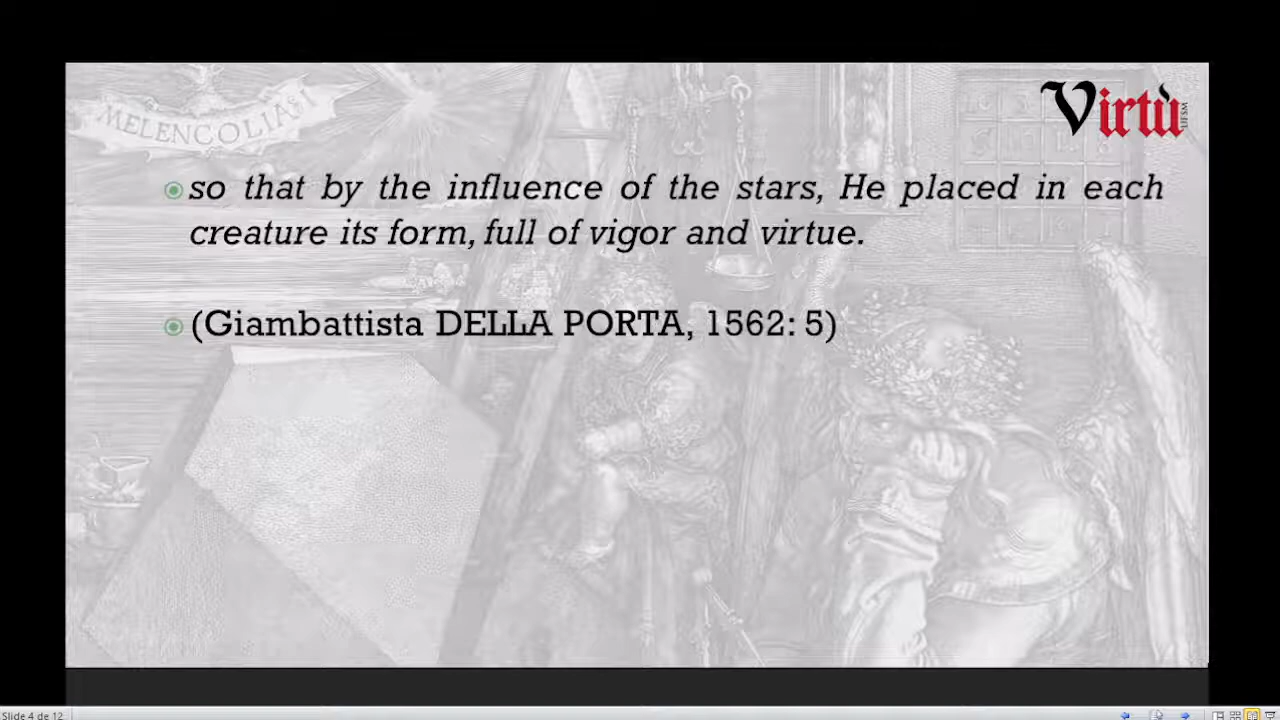 MELENCOLIA§I
Virtù
UFSM
so that by the influence of the stars, He placed in each
creature its form, full of vigor and virtue.
(Giambattista DELLA PORTA, 1562: 5)
Slide 4 de 12